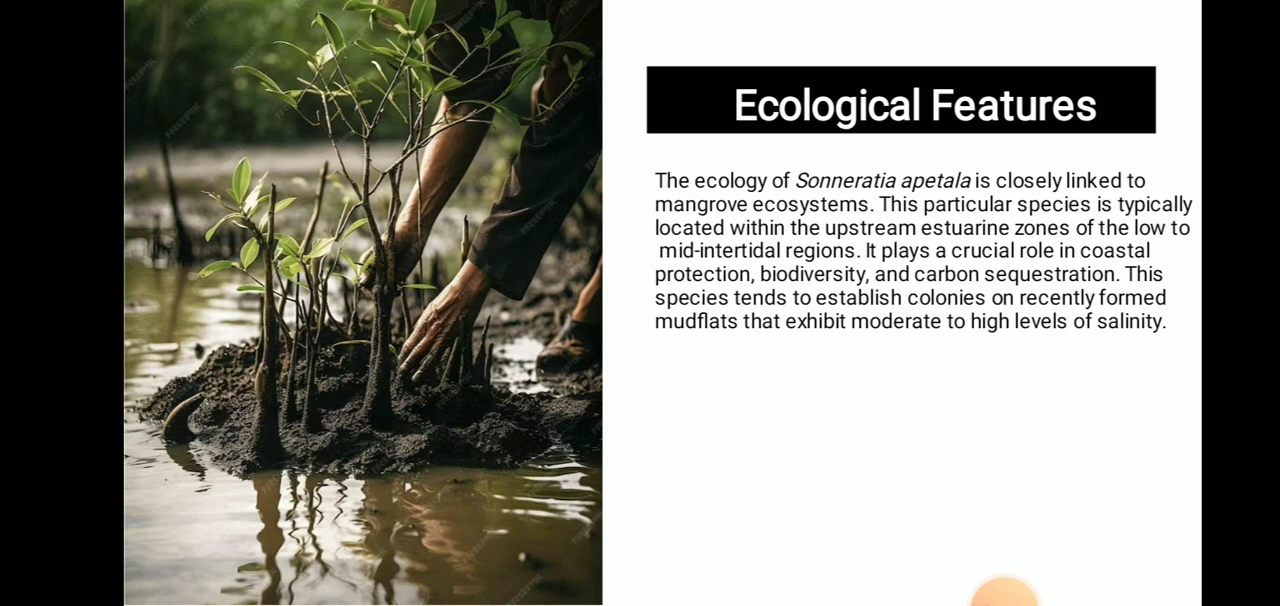 Ecological Features
The ecology of Sonneratia apetala is closely linked to
mangrove ecosystems. This particular species is typically
located within the upstream estuarine zones of the low to
mid-intertidal regions. It plays a crucial role in coastal
protection, biodiversity, and carbon sequestration. This
species tends to establish colonies on recently formed
mudflats that exhibit moderate to high levels of salinity.